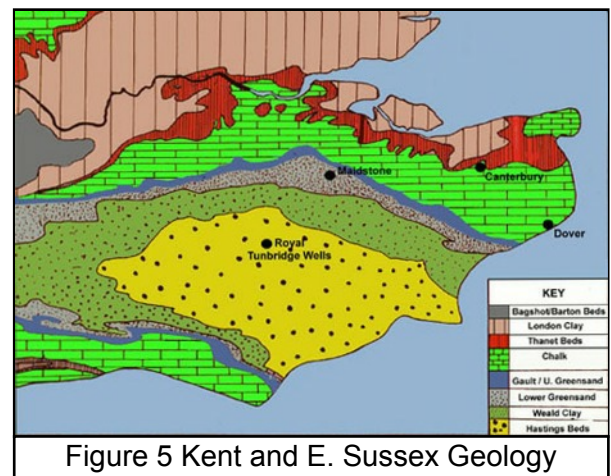 Maidstone
Canterbury
Dover
Royal
Tunbridge Wells
KEY
Bagshot/Barton Beds
London Clay
Thanet Beds
Chalk
Gault / U. Greensand
Lower Greensand
Weald Clay
Hastings Beds
Figure 5 Kent and E. Sussex Geology